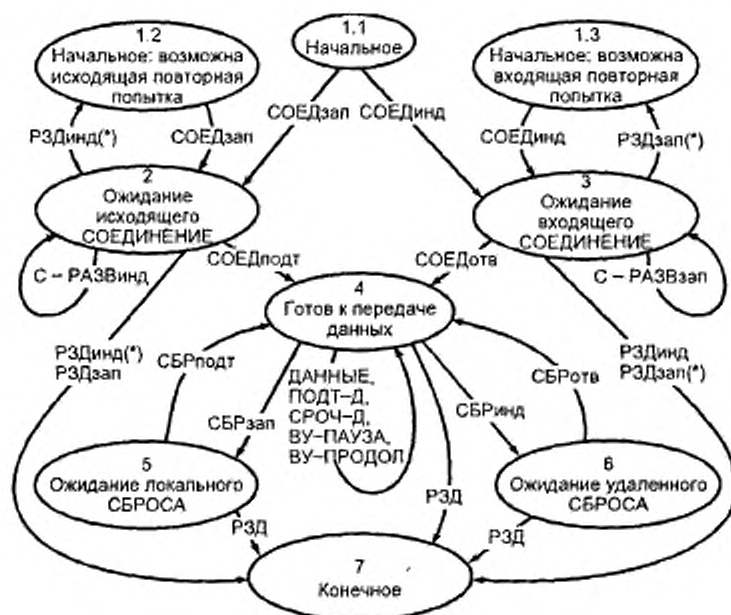 1.2
Начальное: возможна
исходящая повторная
попытка
1,1
Начальное
1.3
Начальное: возможна
входящая повторная
попытка
РЗДинд(*)
СОЕДзап
СОЕДзап
СОЕДинд
СОЕДинд
РЗДзап(*)
2
Ожидание
исходящего
СОЕДИНЕНИЕ
3
Ожидание
входящего
СОЕДИНЕНИЕ
С – РАЗВинд
СОЕДподт
СОЕДотв
С – РАЗВзап
4
Готов к передаче
данных
РЗДинд(*)
РЗДзап
СБРподт
СБРзап
ДАННЫЕ,
ПОДТ–Д,
СРОЧ–Д,
ВУ–ПАУЗА,
ВУ–ПРОДОЛ
СБРинд
СБРотв
РЗДинд
РЗДзап(*)
5
Ожидание локального
СБРОСА
6
Ожидание удаленного
СБРОСА
РЗД
РЗД
РЗД
7
Конечное